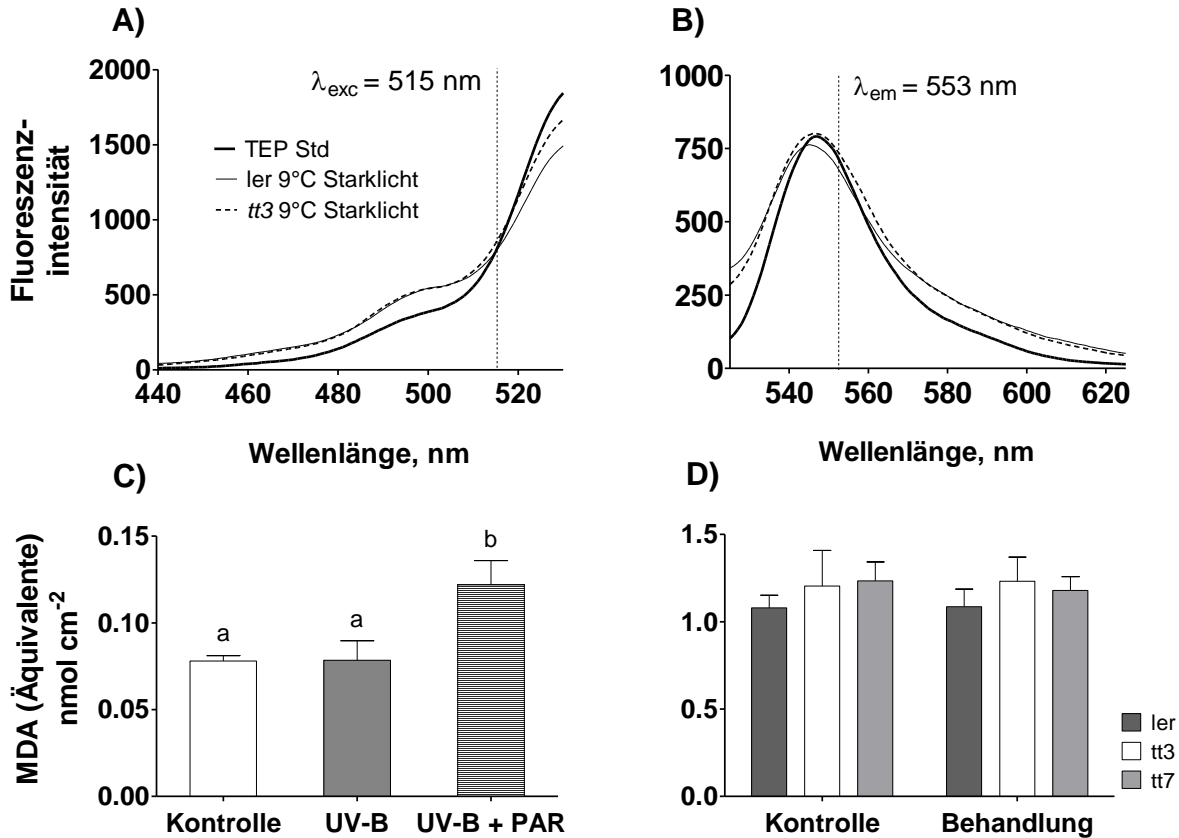 A)
λexc = 515 nm
2000
1500
1000
500
0
TEP Std
ler 9°C Starklicht
tt3 9°C Starklicht
Fluoreszenz-
intensität
440 460 480 500 520
Wellenlänge, nm
B)
λem = 553 nm
1000
750
500
250
0
540 560 580 600 620
Wellenlänge, nm
C)
MDA (Äquivalente)
nmol cm-2
0.15
0.10
0.05
0.00
a
a
b
Kontrolle UV-B UV-B + PAR
D)
1.5
1.0
0.5
0.0
Kontrolle Behandlung
ler
tt3
tt7